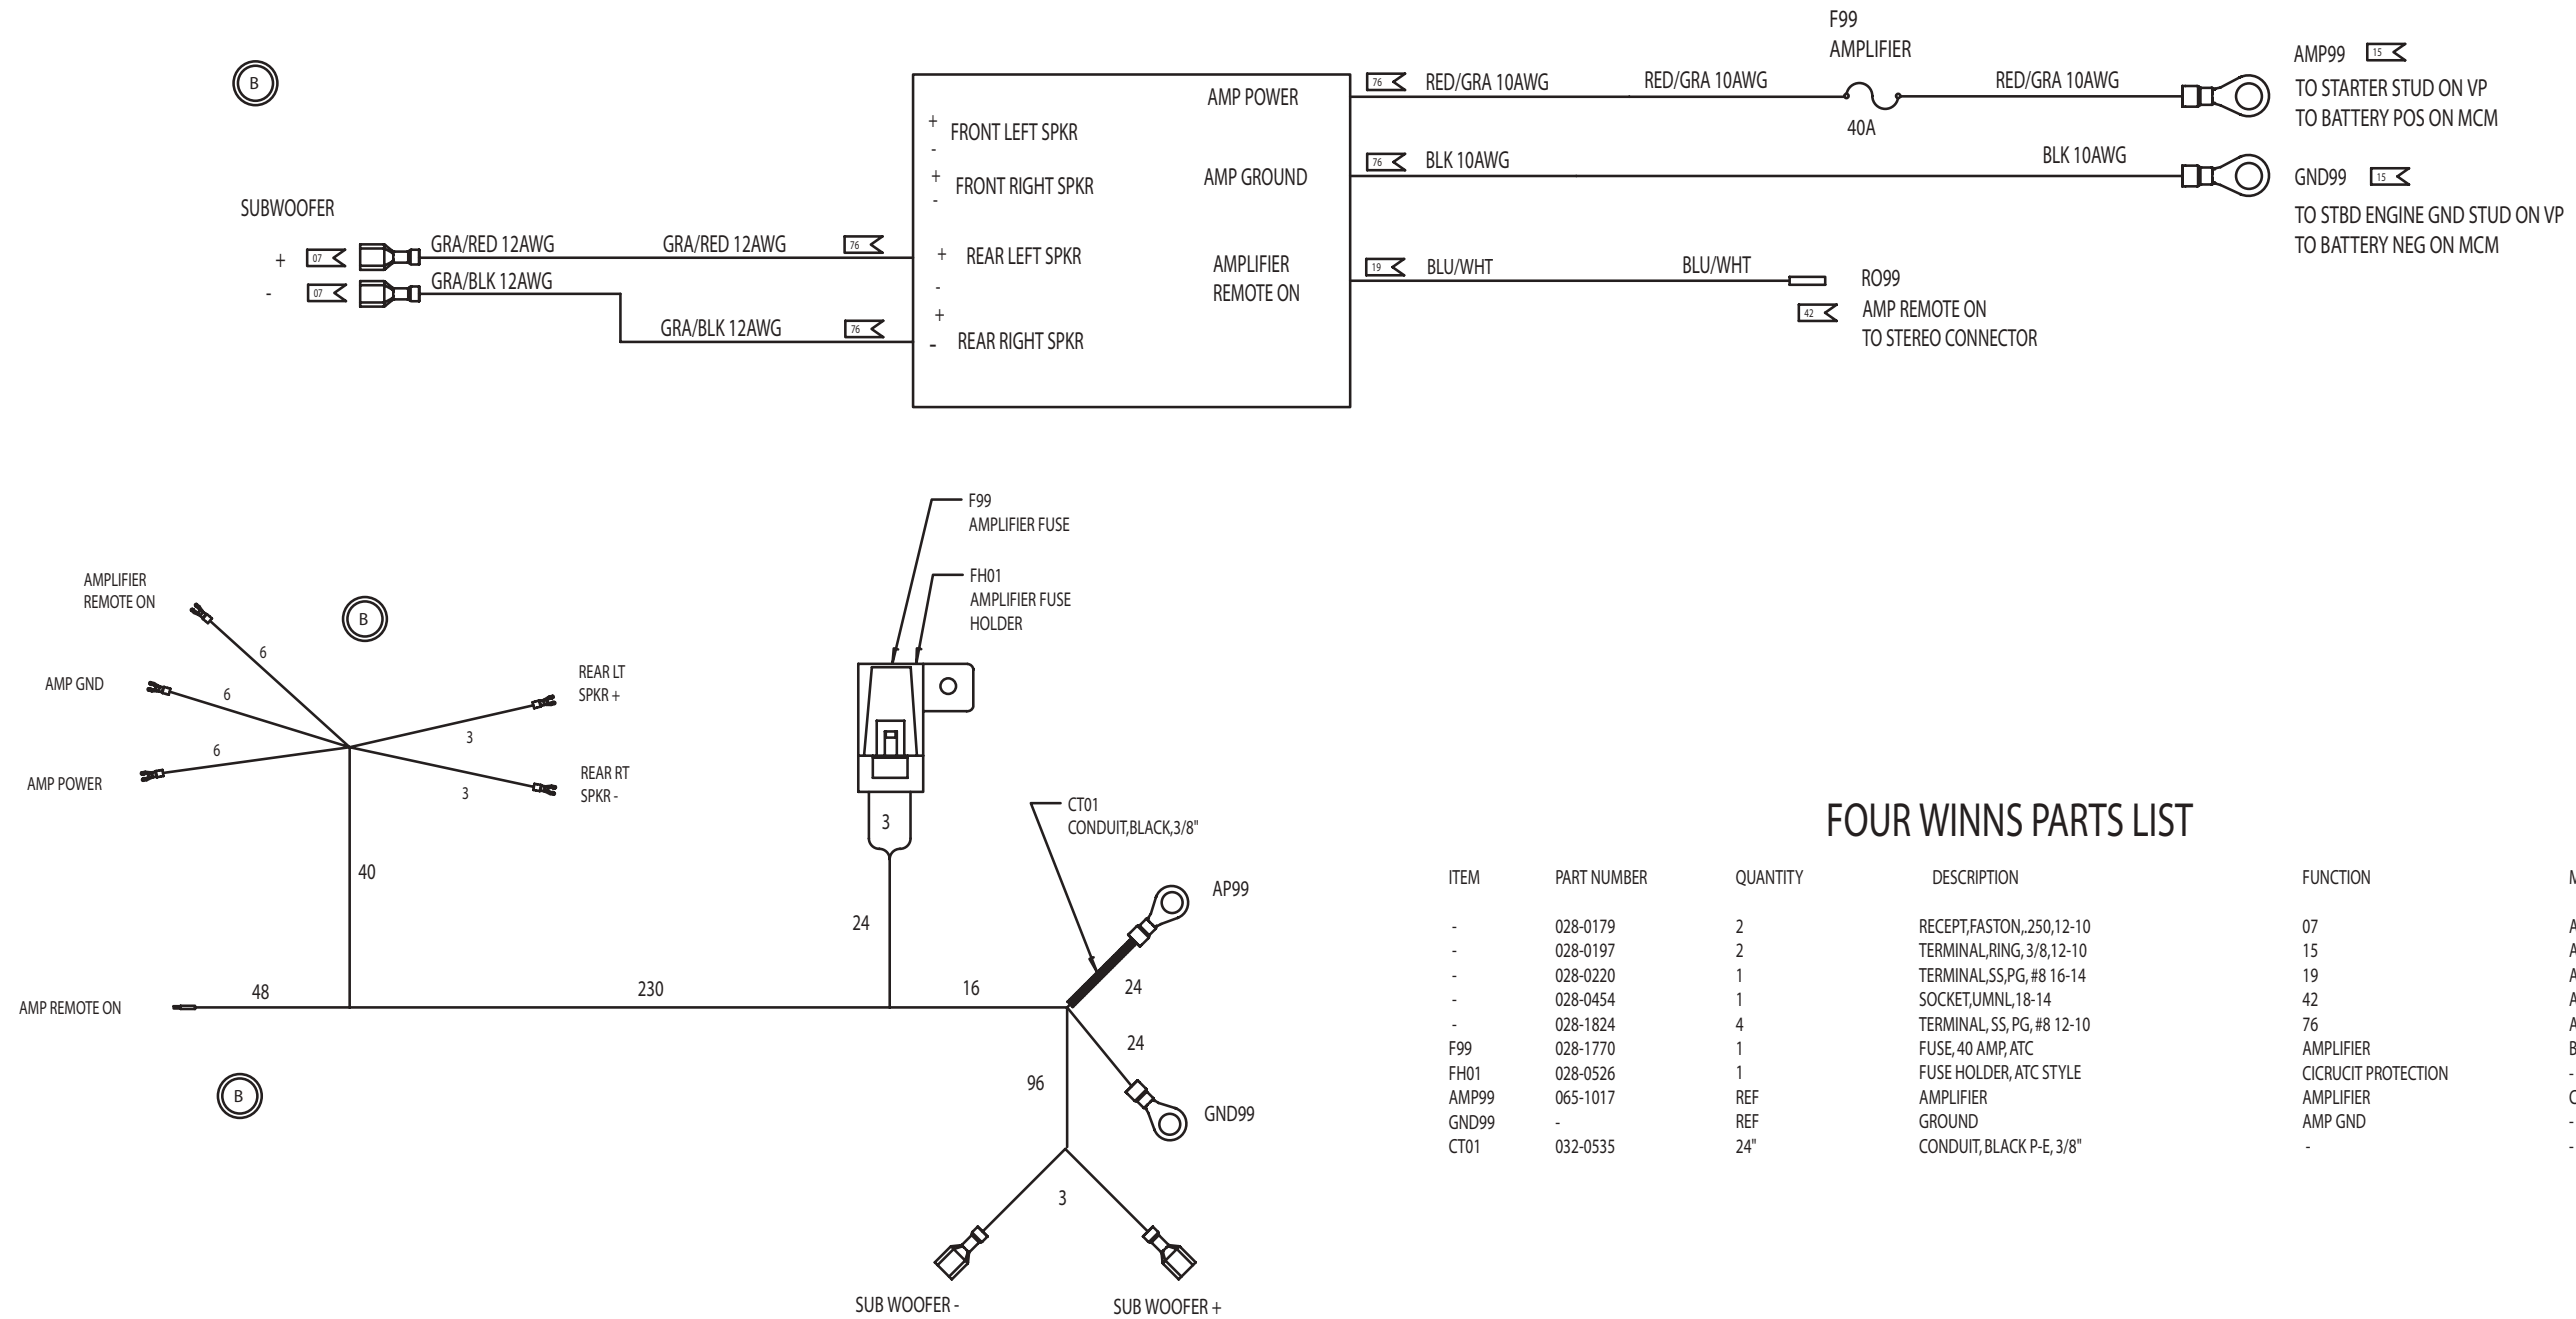 F99
AMPLIFIER
B
AMP99 15
TO STARTER STUD ON VP
TO BATTERY POS ON MCM
AMP POWER
76 RED/GRA 10AWG RED/GRA 10AWG RED/GRA 10AWG
40A
+
FRONT LEFT SPKR
-
76 BLK 10AWG BLK 10AWG
AMP GROUND
GND99 15
TO STBD ENGINE GND STUD ON VP
TO BATTERY NEG ON MCM
+
FRONT RIGHT SPKR
-
SUBWOOFER
+ 07 GRA/RED 12AWG GRA/RED 12AWG 76
- 07 GRA/BLK 12AWG
GRA/BLK 12AWG 76
+ REAR LEFT SPKR
-
+
- REAR RIGHT SPKR
AMPLIFIER
REMOTE ON
19 BLU/WHT BLU/WHT
RO99
42 AMP REMOTE ON
TO STEREO CONNECTOR
F99
AMPLIFIER FUSE
FH01
AMPLIFIER FUSE
HOLDER
AMPLIFIER
REMOTE ON
B
6
AMP GND
6
REAR LT
SPKR +
3
6
AMP POWER
REAR RT
SPKR -
3
3
CT01
CONDUIT,BLACK,3/8"
40
AP99
24
AMP REMOTE ON
48
230
16
24
24
96
B
GND99
3
SUB WOOFER -
SUB WOOFER +
FOUR WINNS PARTS LIST
ITEM PART NUMBER QUANTITY DESCRIPTION FUNCTION
- 028-0179 2 RECEPT,FASTON,.250,12-10 07 A
- 028-0197 2 TERMINAL,RING, 3/8,12-10 15 A
- 028-0220 1 TERMINAL,SS,PG, #8 16-14 19 A
- 028-0454 1 SOCKET,UMNL,18-14 42 A
- 028-1824 4 TERMINAL, SS, PG, #8 12-10 76 A
F99 028-1770 1 FUSE, 40 AMP, ATC AMPLIFIER B
FH01 028-0526 1 FUSE HOLDER, ATC STYLE CICRUCIT PROTECTION -
AMP99 065-1017 REF AMPLIFIER AMPLIFIER
GND99 - REF GROUND AMP GND -
CT01 032-0535 24" CONDUIT, BLACK P-E, 3/8" - -